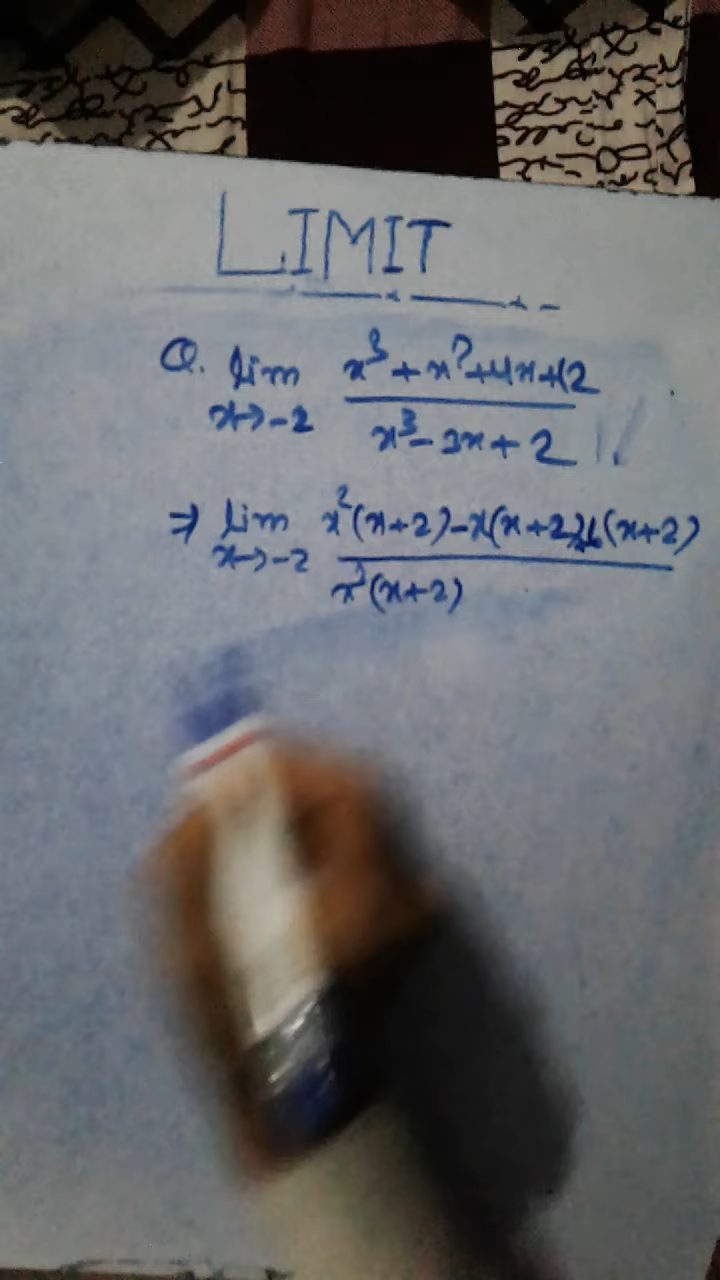 LIMIT
Q. lim x³ + x² + 4x + 12
x→-2 x³ - 3x + 2
⇒ lim x²(x+2) - x(x+2) + 6(x+2)
x→-2 x²(x+2)